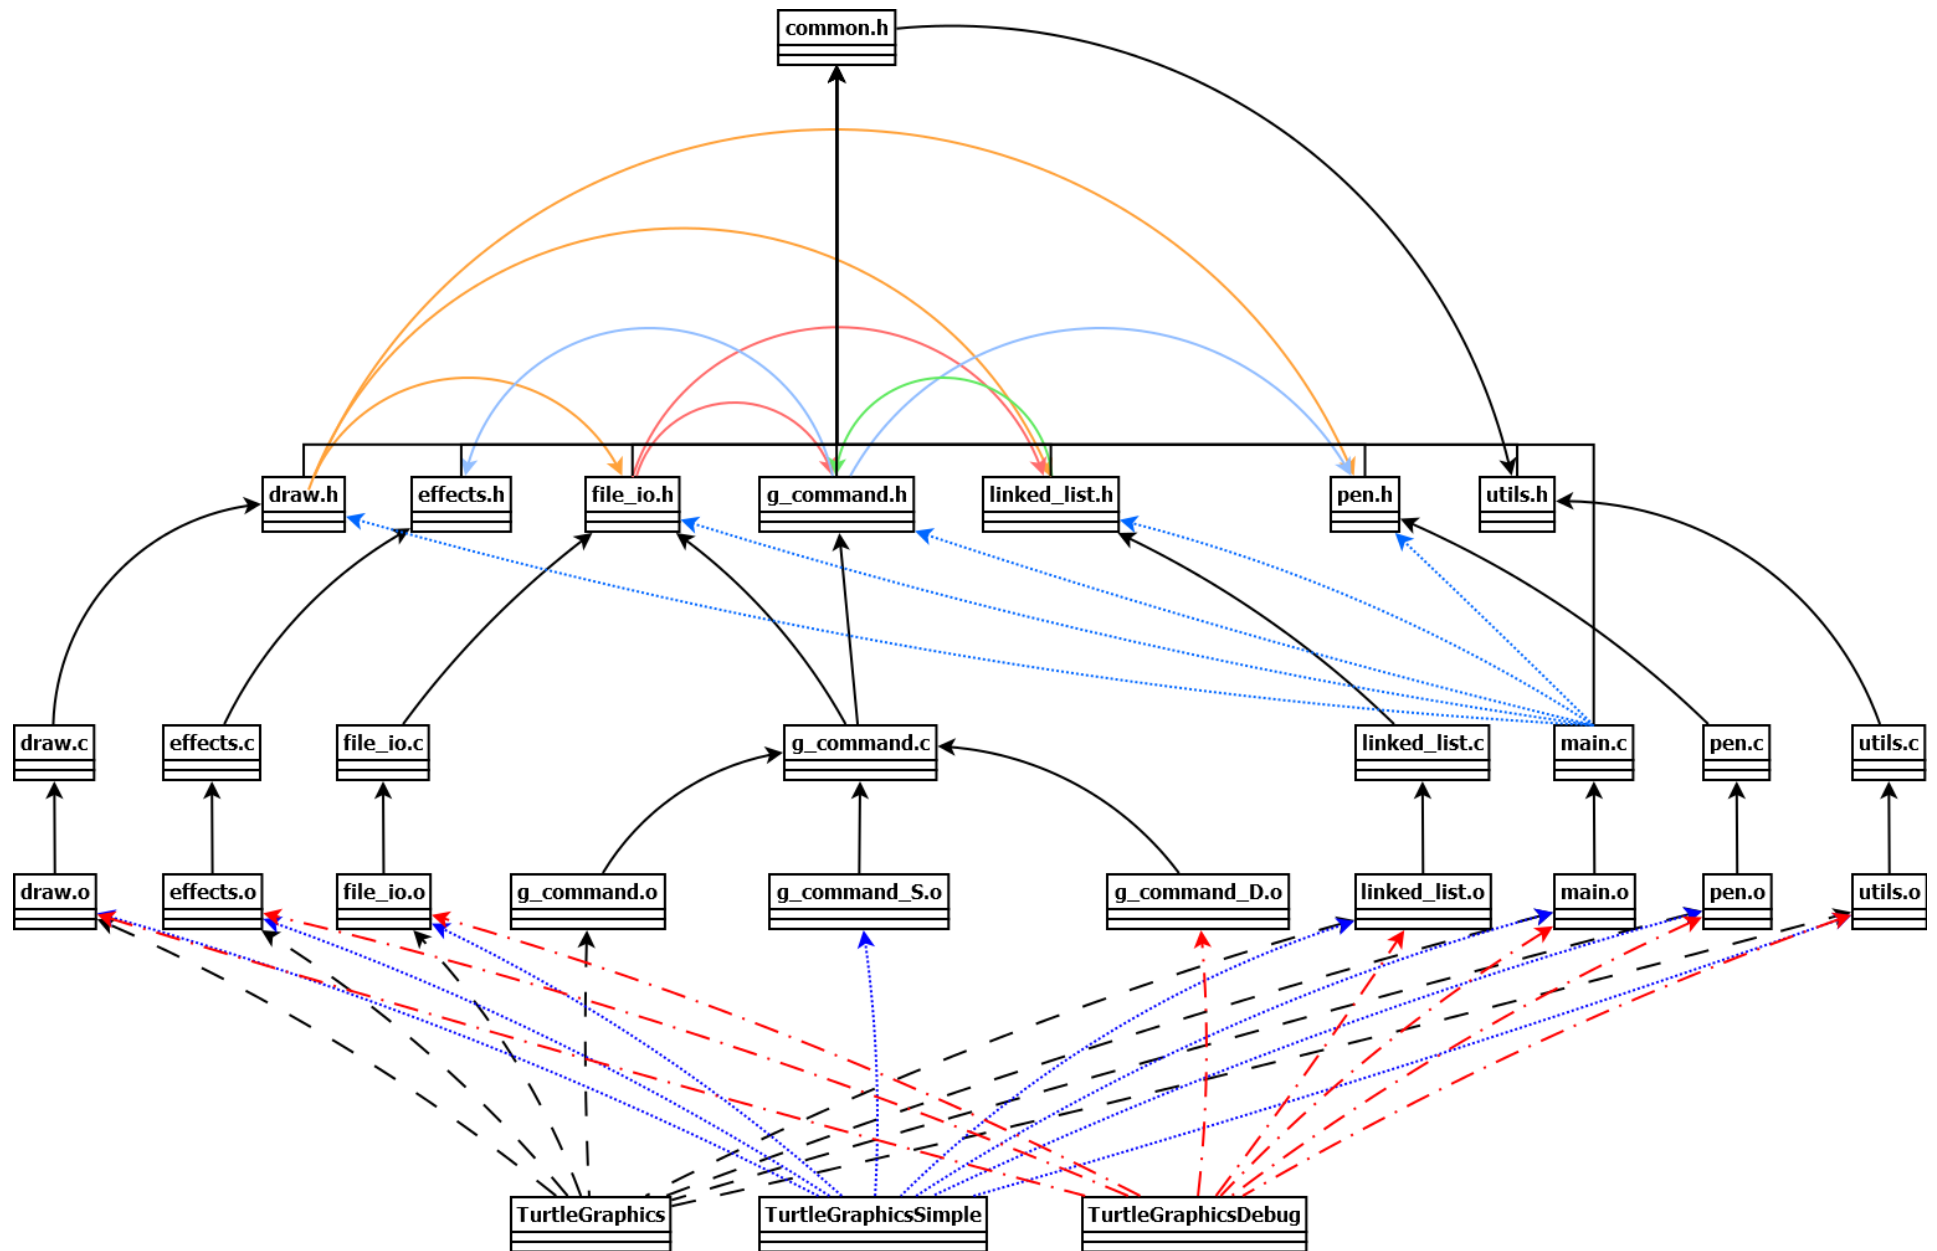 common.h
draw.h
effects.h
file_io.h
g_command.h
linked_list.h
pen.h
utils.h
draw.c
effects.c
file_io.c
g_command.c
linked_list.c
main.c
pen.c
utils.c
draw.o
effects.o
file_io.o
g_command.o
g_command_S.o
g_command_D.o
linked_list.o
main.o
pen.o
utils.o
TurtleGraphics
TurtleGraphicsSimple
TurtleGraphicsDebug